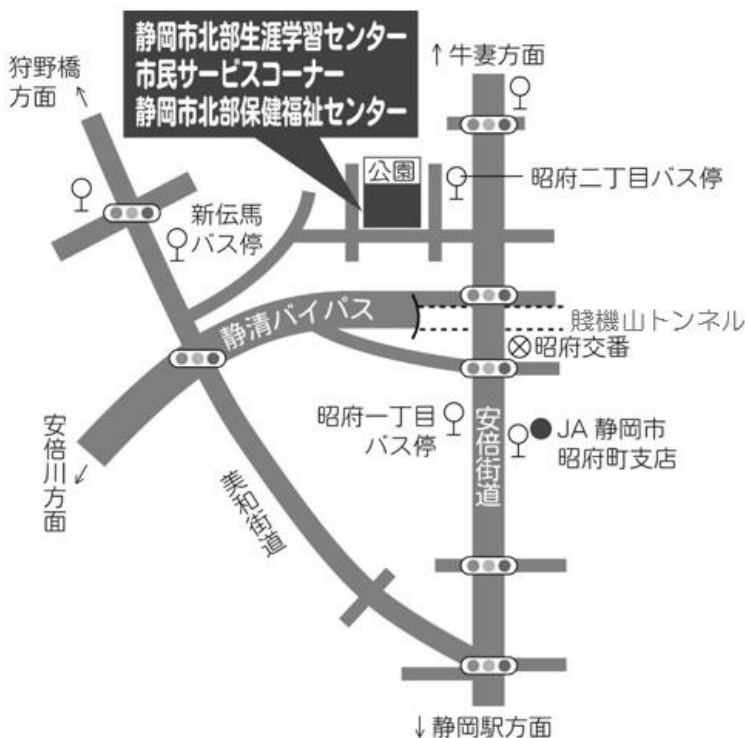 静岡市北部生涯学習センター
市民サービスコーナー
静岡市北部保健福祉センター
↑牛妻方面
狩野橋
方面
公園
昭府二丁目バス停
新伝馬
バス停
静清バイパス
賤機山トンネル
昭府交番
昭府一丁目
バス停
安倍街道
JA 静岡市
昭府町支店
安倍川方面
美和街道
↓静岡駅方面